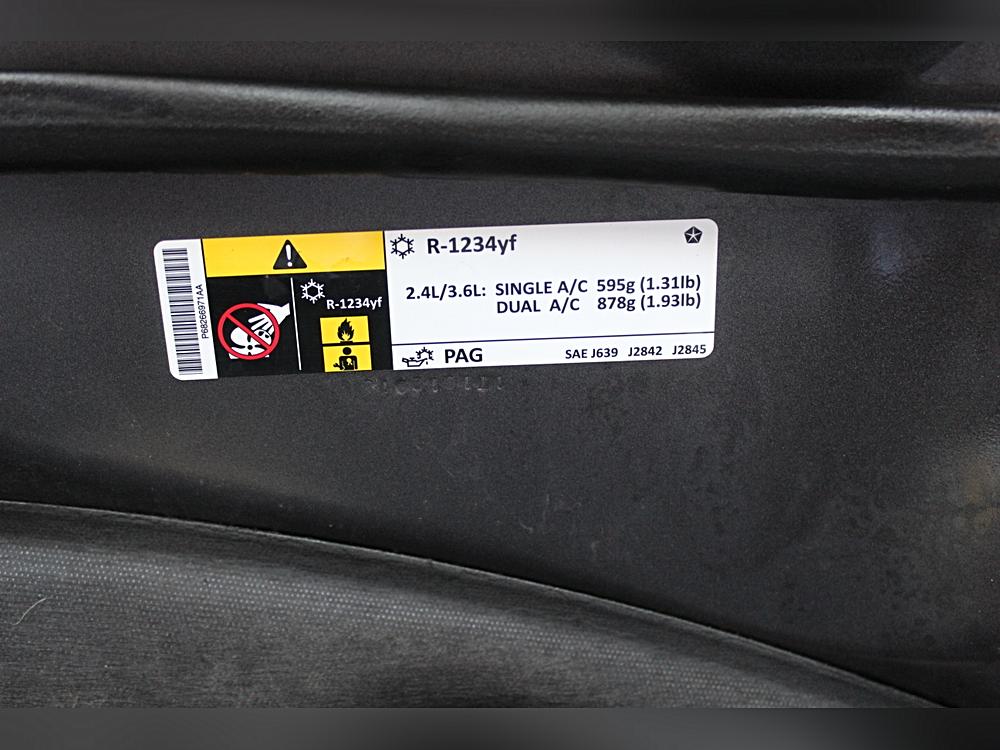 P68266971AA
R-1234yf
R-1234yf
2.4L/3.6L: SINGLE A/C 595g (1.31lb)
DUAL A/C 878g (1.93lb)
PAG
SAE J639 J2842 J2845